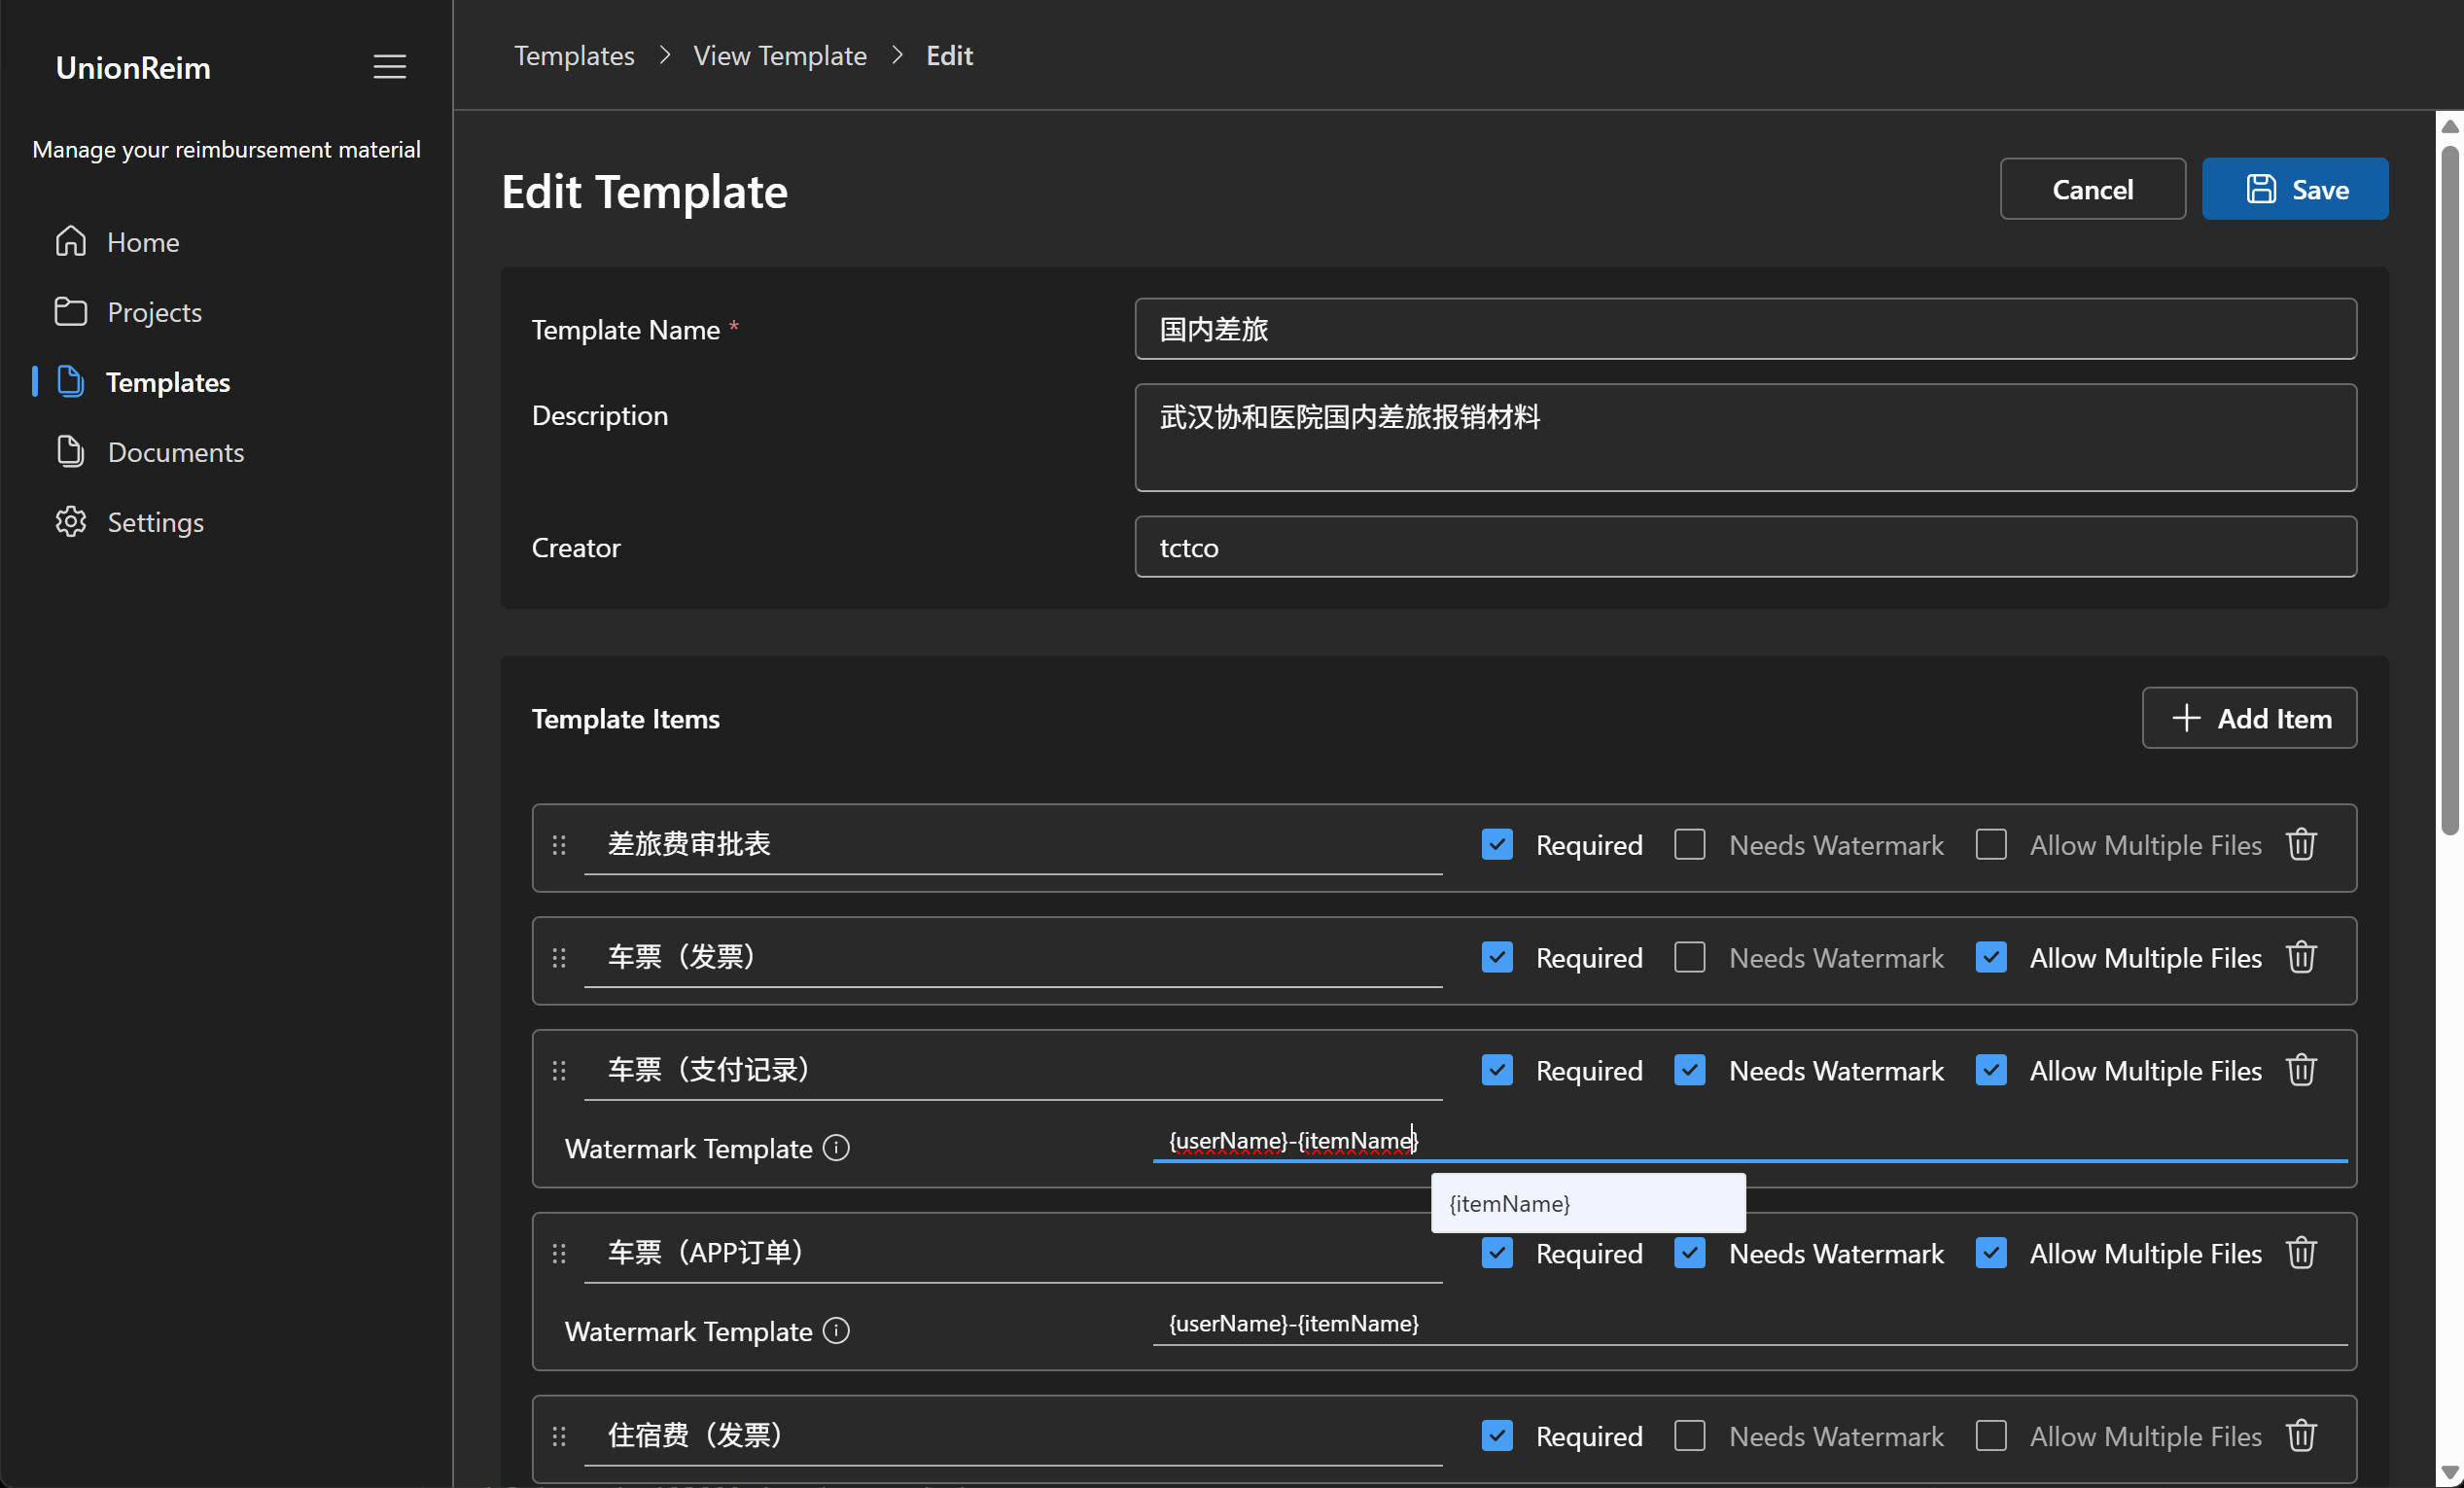 UnionReim
Manage your reimbursement material
Home
Projects
Templates
Documents
Settings
Templates > View Template > Edit
Edit Template
Cancel
Save
Template Name *
国内差旅
Description
武汉协和医院国内差旅报销材料
Creator
tctco
Template Items
Add Item
差旅费审批表 Required Needs Watermark Allow Multiple Files
车票（发票） Required Needs Watermark Allow Multiple Files
车票（支付记录） Required Needs Watermark Allow Multiple Files
Watermark Template {userName}-{itemName}
{itemName}
车票（APP订单） Required Needs Watermark Allow Multiple Files
Watermark Template {userName}-{itemName}
住宿费（发票） Required Needs Watermark Allow Multiple Files